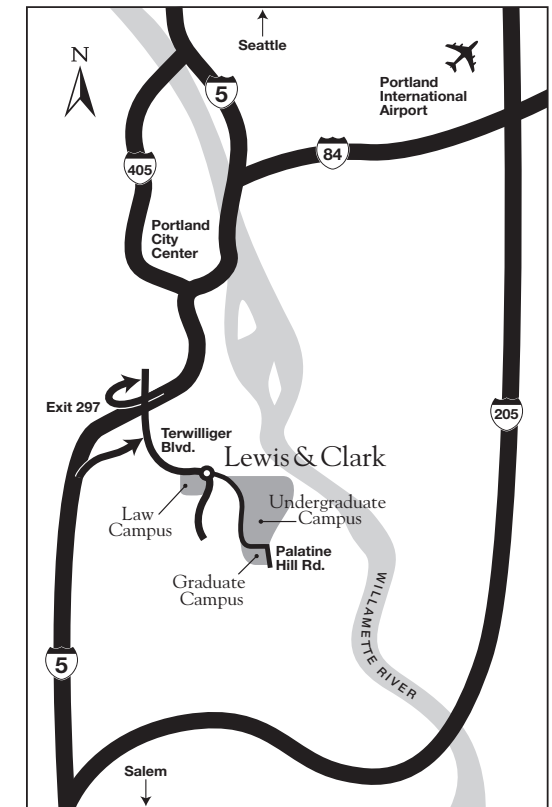 Seattle
N
5
Portland
International
Airport
84
405
Portland
City
Center
Exit 297
205
Terwilliger
Blvd.
Lewis & Clark
Law
Campus
Undergraduate
Campus
Palatine
Hill Rd.
Graduate
Campus
WILLAMETTE RIVER
5
Salem